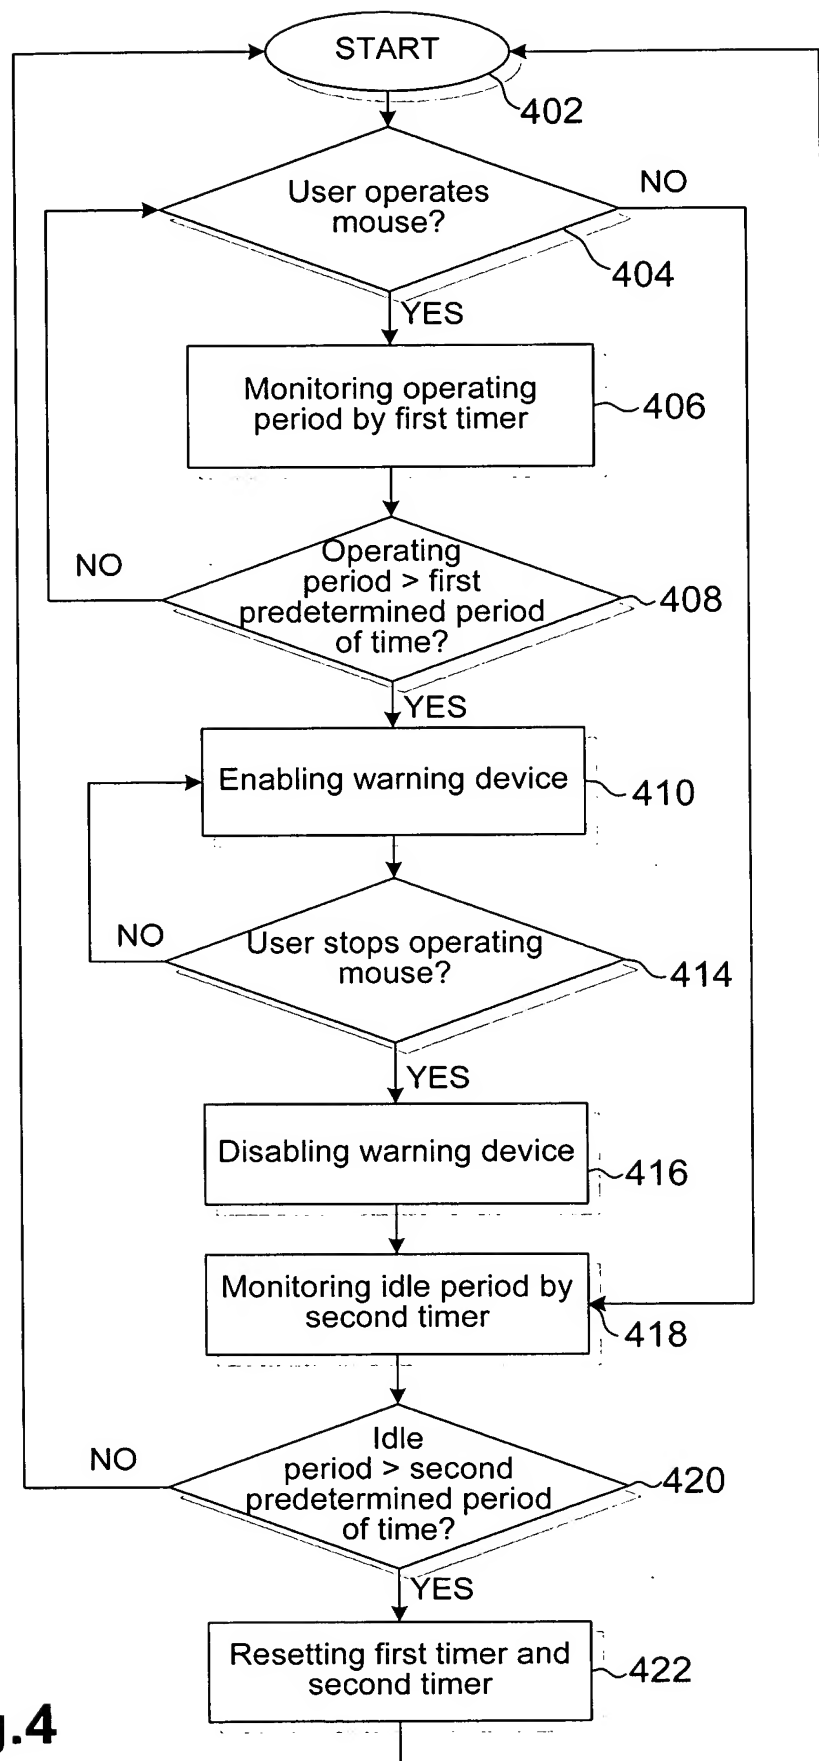 START
402
User operates
mouse?
NO
404
YES
Monitoring operating
period by first timer
406
Operating
period > first
predetermined period
of time?
NO
408
YES
Enabling warning device
410
User stops operating
mouse?
NO
414
YES
Disabling warning device
416
Monitoring idle period by
second timer
418
Idle
period > second
predetermined period
of time?
NO
420
YES
Resetting first timer and
second timer
422
g.4